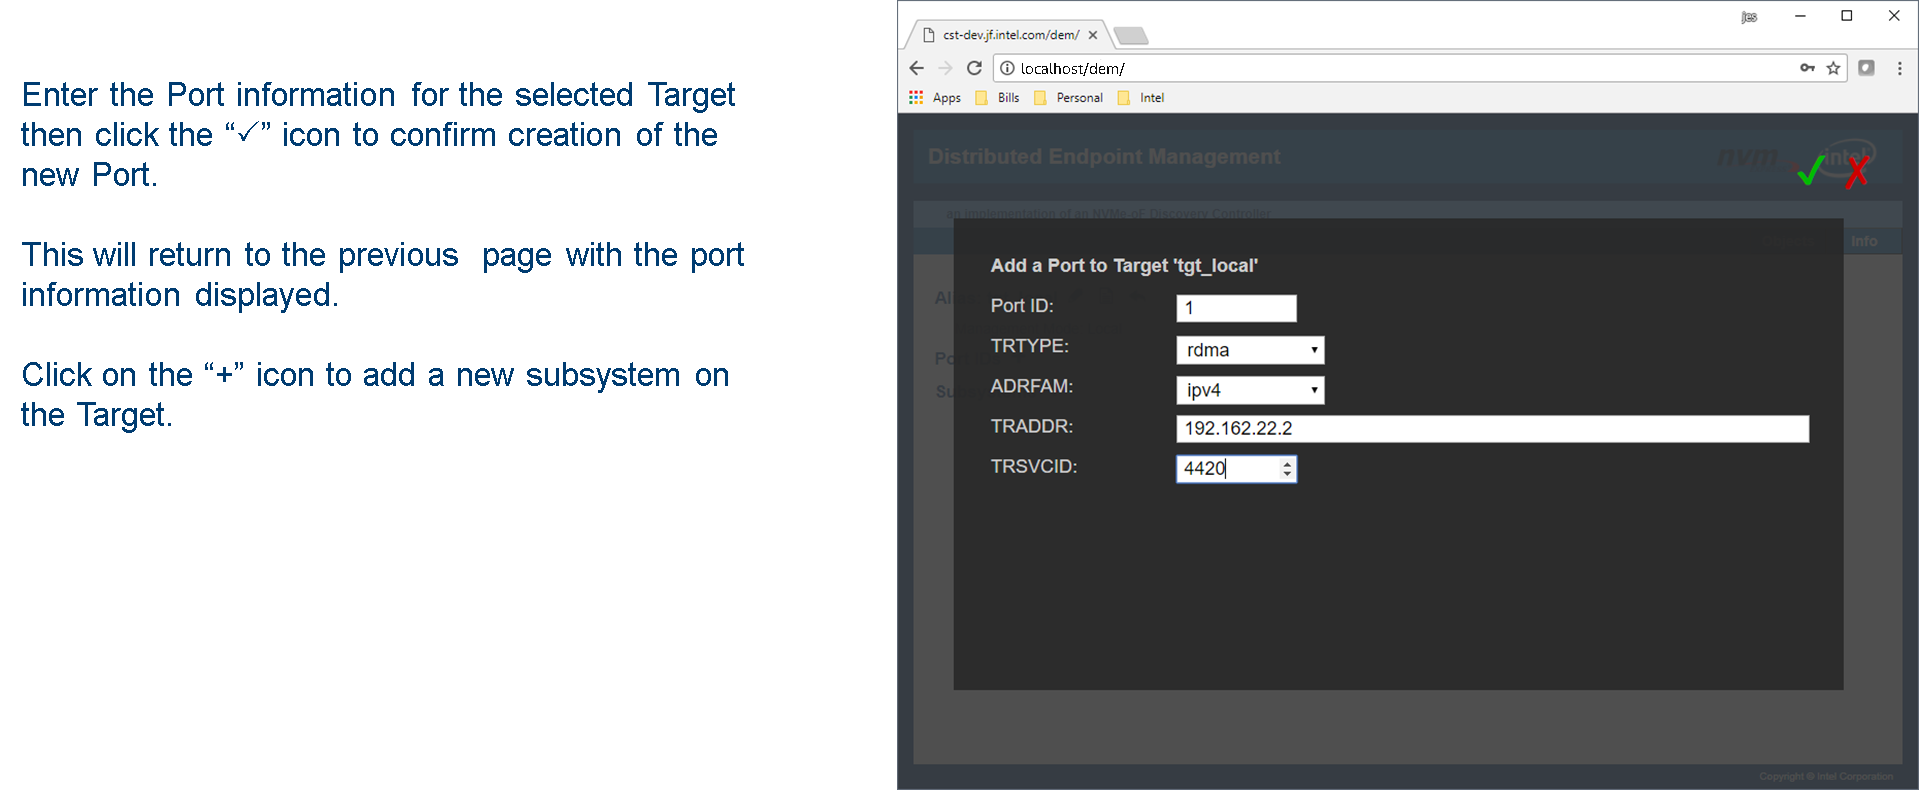 Enter the Port information for the selected Target
then click the “✓” icon to confirm creation of the
new Port.
This will return to the previous page with the port
information displayed.
Click on the “+” icon to add a new subsystem on
the Target.
jes
cst-dev.jf.intel.com/dem/
localhost/dem/
Apps Bills Personal Intel
Distributed Endpoint Management
nvm intel
an implementation of an NVMe-oF Discovery Controller
Info
Add a Port to Target 'tgt_local'
Port ID: 1
TRTYPE: rdma
ADRFAM: ipv4
TRADDR: 192.162.22.2
TRSVCID: 4420
Copyright © Intel Corporation